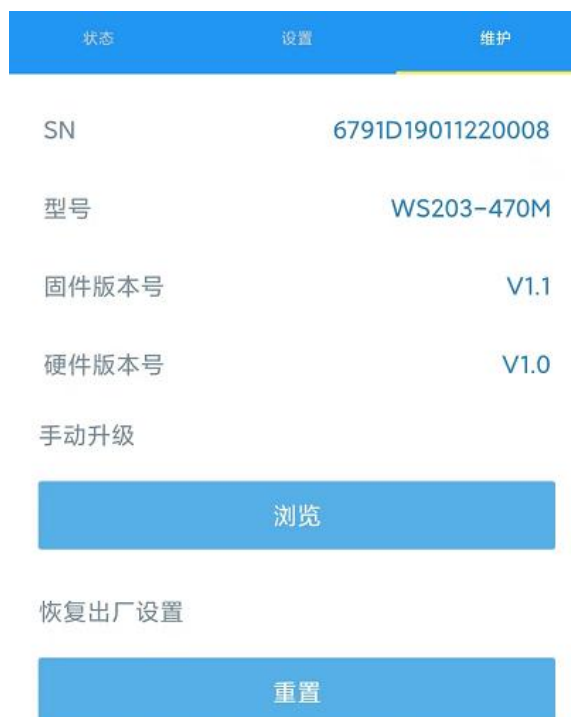 状态 设置 维护
SN 6791D19011220008
型号 WS203-470M
固件版本号 V1.1
硬件版本号 V1.0
手动升级
浏览
恢复出厂设置
重置